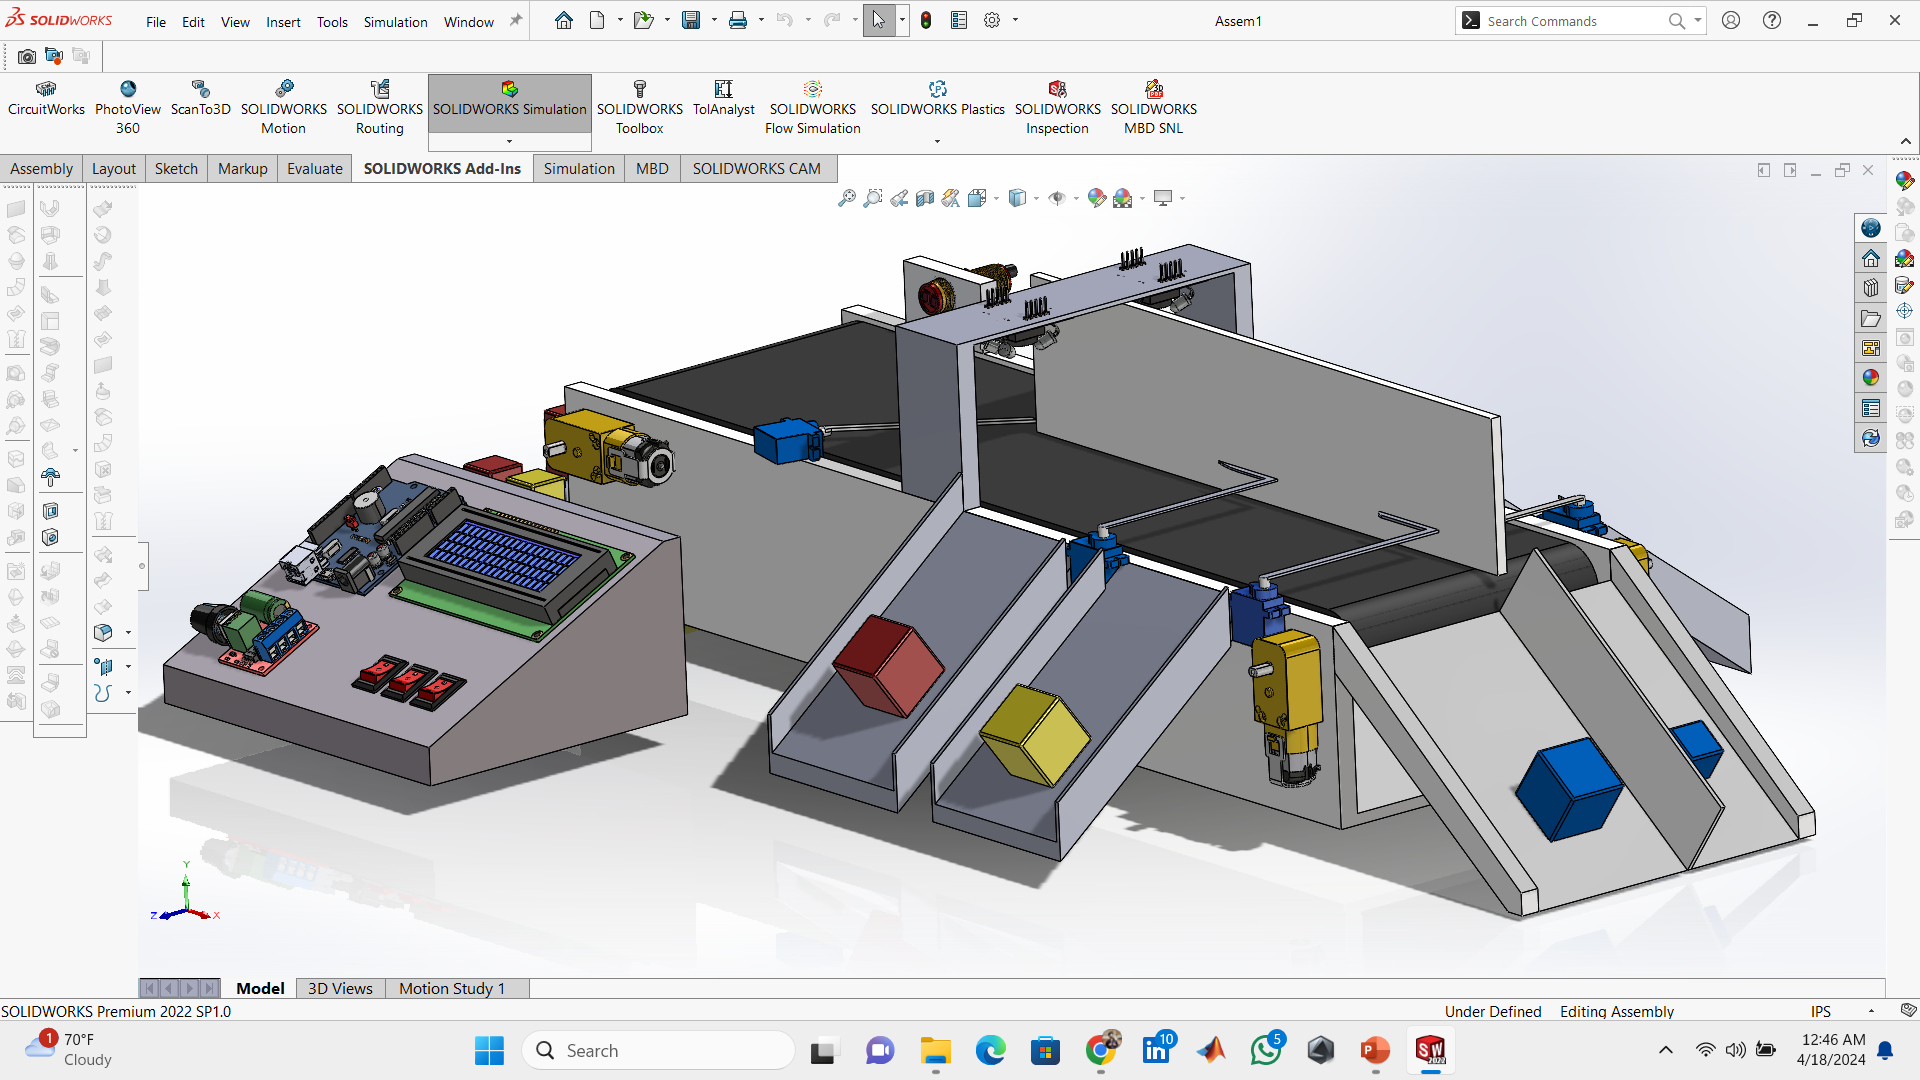 SOLIDWORKS File Edit View Insert Tools Simulation Window Assem1 Search Commands
CircuitWorks PhotoView 360 ScanTo3D SOLIDWORKS Motion SOLIDWORKS Routing SOLIDWORKS Simulation SOLIDWORKS Toolbox TolAnalyst SOLIDWORKS Flow Simulation SOLIDWORKS Plastics SOLIDWORKS Inspection SOLIDWORKS MBD SNL
Assembly Layout Sketch Markup Evaluate SOLIDWORKS Add-Ins Simulation MBD SOLIDWORKS CAM
Y
Z X
Model 3D Views Motion Study 1
SOLIDWORKS Premium 2022 SP1.0 Under Defined Editing Assembly IPS
1 70°F
Cloudy
Search
10
5
12:46 AM
4/18/2024